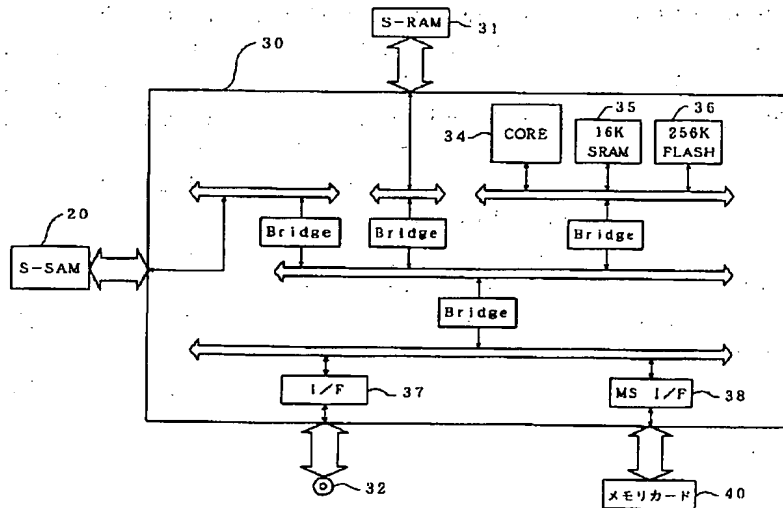 S-RAM
31
30
34
CORE
35
16K
SRAM
36
256K
FLASH
20
S-SAM
Bridge
Bridge
Bridge
Bridge
I/F
37
MS I/F
38
32
メモリカード
40